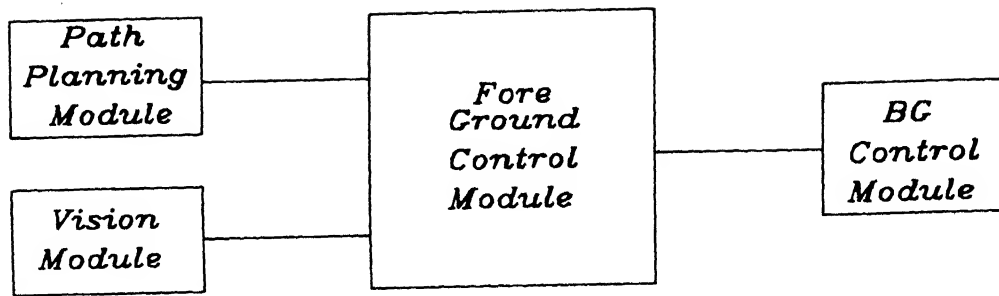 Path
Planning
Module
Vision
Module
Fore
Ground
Control
Module
BG
Control
Module